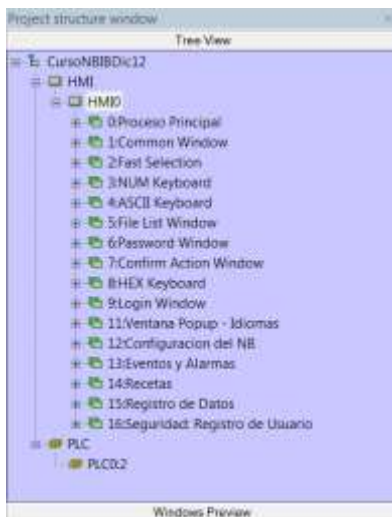 Project structure window
Tree View
CursoNBIBDic12
HMI
HMI0
0:Proceso Principal
1:Common Window
2:Fast Selection
3:NUM Keyboard
4:ASCII Keyboard
5:File List Window
6:Password Window
7:Confirm Action Window
8:HEX Keyboard
9:Login Window
11:Ventana Popup - Idiomas
12:Configuracion del NB
13:Eventos y Alarmas
14:Recetas
15:Registro de Datos
16:Seguridad: Registro de Usuario
PLC
PLC0:2
Windows Preview